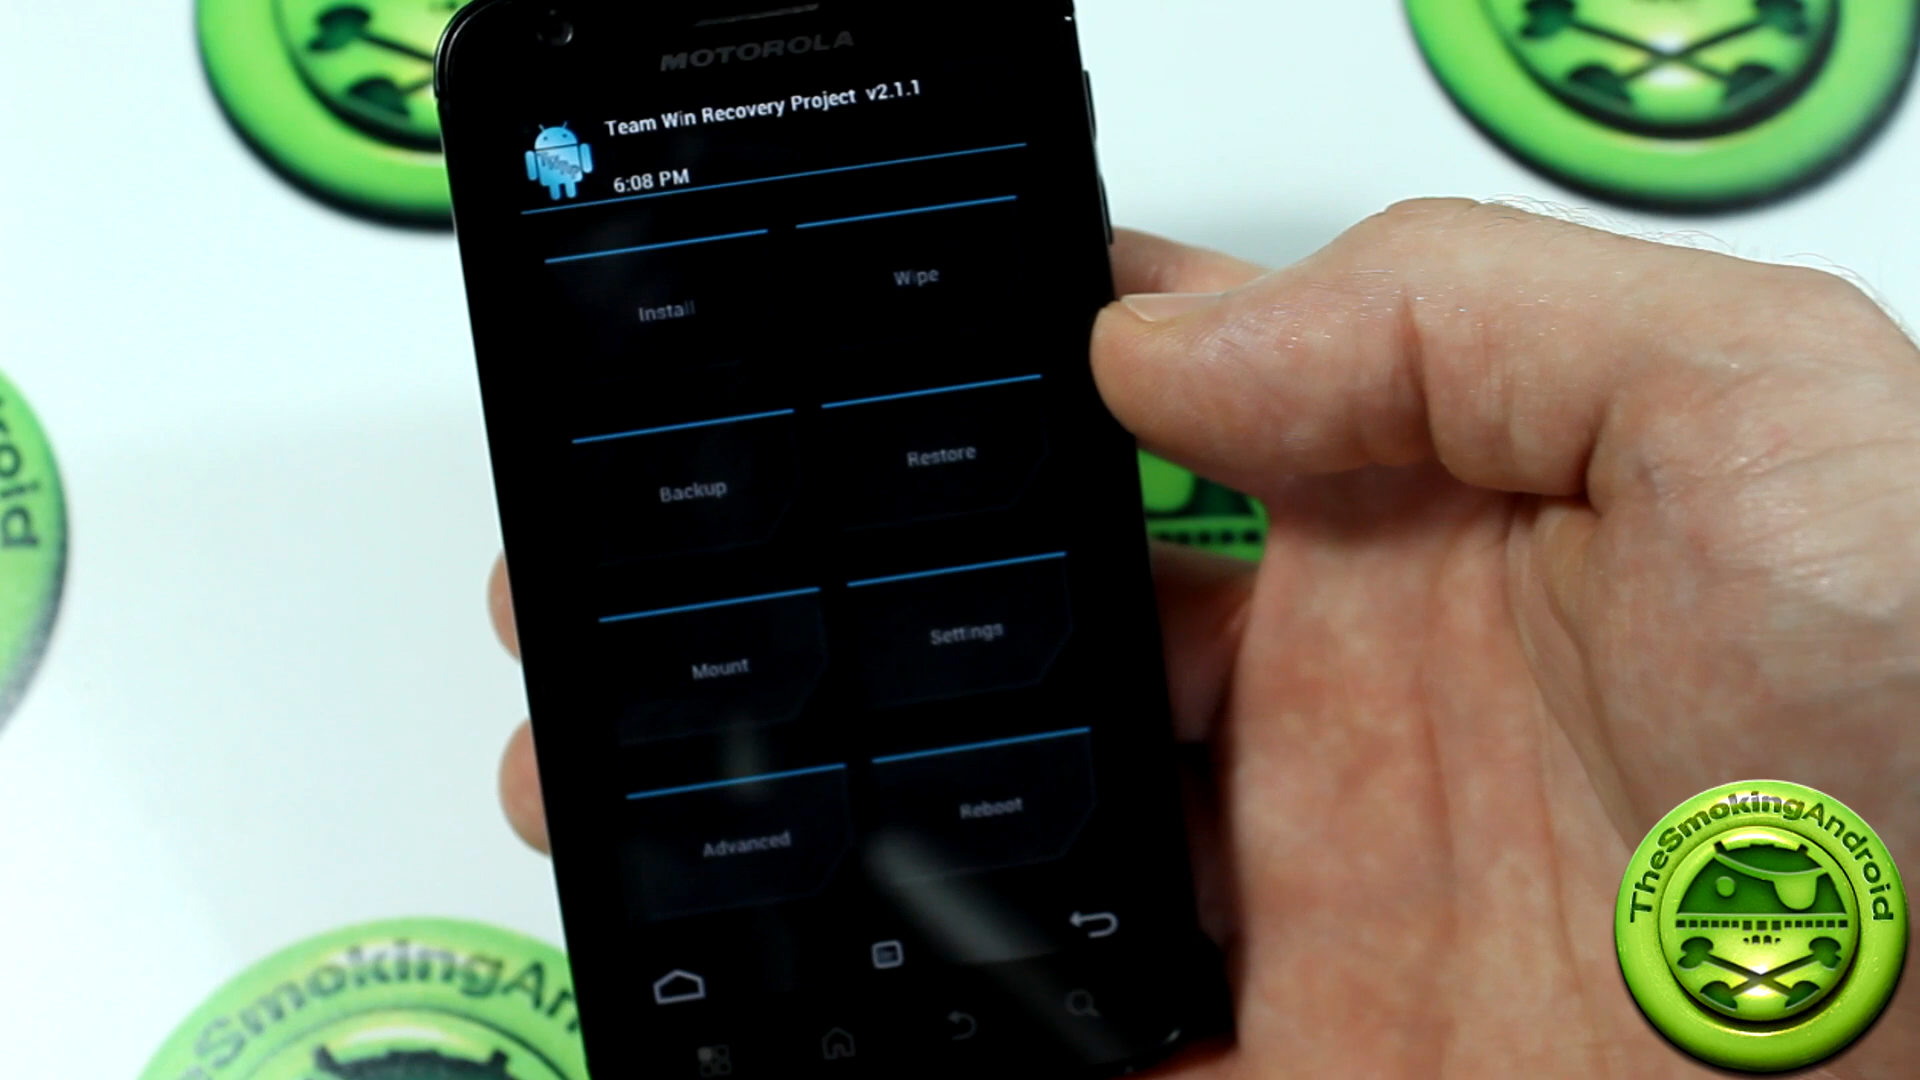 MOTOROLA
Team Win Recovery Project v2.1.1
6:08 PM
Install
Wipe
Backup
Restore
Mount
Settings
Advanced
Reboot
TheSmokingAn
TheSmokingAndroid